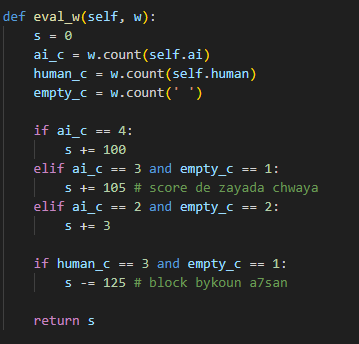 def eval_w(self, w):
    s = 0
    ai_c = w.count(self.ai)
    human_c = w.count(self.human)
    empty_c = w.count(' ')

    if ai_c == 4:
        s += 100
    elif ai_c == 3 and empty_c == 1:
        s += 105 # score de zayada chwaya
    elif ai_c == 2 and empty_c == 2:
        s += 3

    if human_c == 3 and empty_c == 1:
        s -= 125 # block bykoun a7san

    return s